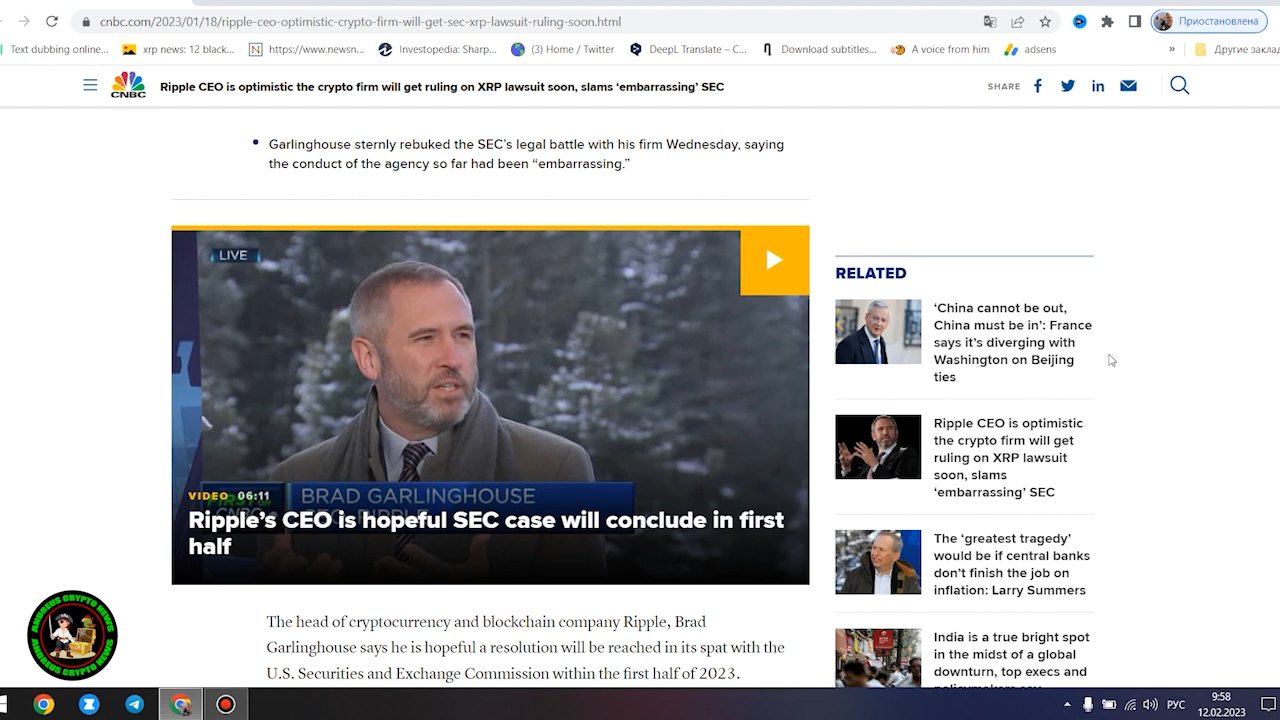 cnbc.com/2023/01/18/ripple-ceo-optimistic-crypto-firm-will-get-sec-xrp-lawsuit-ruling-soon.html
Приостановлена
Text dubbing online...
xrp news: 12 black...
https://www.newsn...
Investopedia: Sharp...
(3) Home / Twitter
DeepL Translate – C...
Download subtitles...
A voice from him
adsens
»
Другие закла
CNBC
Ripple CEO is optimistic the crypto firm will get ruling on XRP lawsuit soon, slams ‘embarrassing’ SEC
SHARE
• Garlinghouse sternly rebuked the SEC’s legal battle with his firm Wednesday, saying
the conduct of the agency so far had been “embarrassing.”
LIVE
VIDEO 06:11
BRAD GARLINGHOUSE
Ripple’s CEO is hopeful SEC case will conclude in first
half
The head of cryptocurrency and blockchain company Ripple, Brad
Garlinghouse says he is hopeful a resolution will be reached in its spat with the
U.S. Securities and Exchange Commission within the first half of 2023.
RELATED
‘China cannot be out,
China must be in’: France
says it’s diverging with
Washington on Beijing
ties
Ripple CEO is optimistic
the crypto firm will get
ruling on XRP lawsuit
soon, slams
‘embarrassing’ SEC
The ‘greatest tragedy’
would be if central banks
don’t finish the job on
inflation: Larry Summers
India is a true bright spot
in the midst of a global
downturn, top execs and
ANDREUS CRYPTO NEWS
ANDREUS CRYPTO NEWS
РУС
9:58
12.02.2023